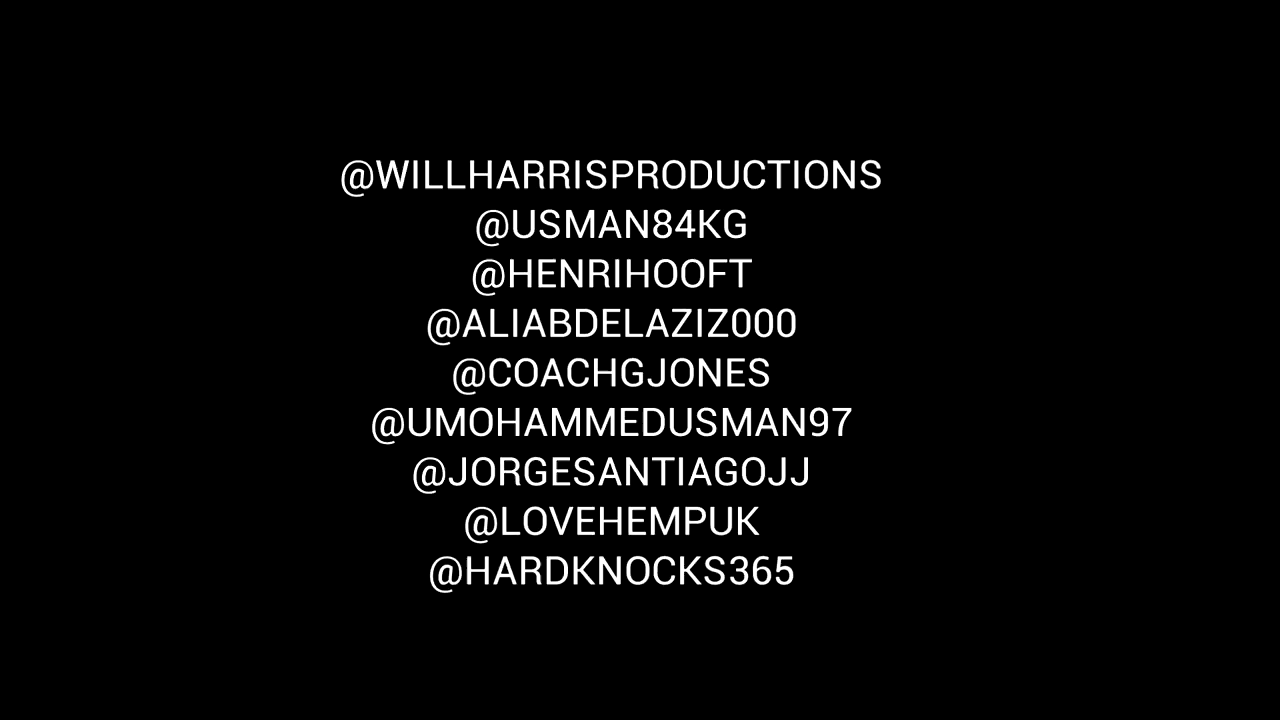 @WILLHARRISPRODUCTIONS
@USMAN84KG
@HENRIHOOFT
@ALIABDELAZIZ000
@COACHGJONES
@UMOHAMMEDUSMAN97
@JORGESANTIAGOJJ
@LOVEHEMPUK
@HARDKNOCKS365